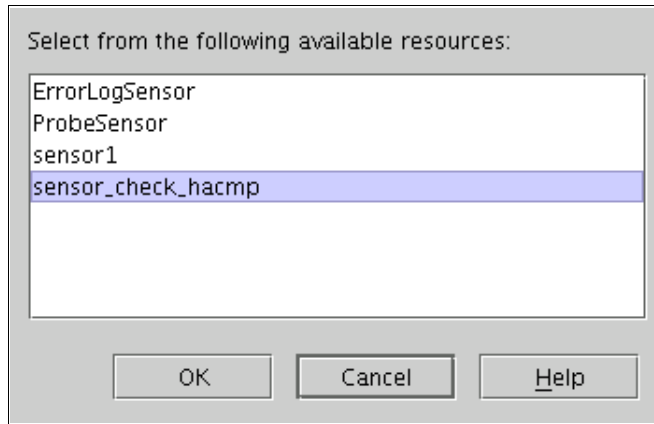 Select from the following available resources:
ErrorLogSensor
ProbeSensor
sensor1
sensor_check_hacmp
OK Cancel Help